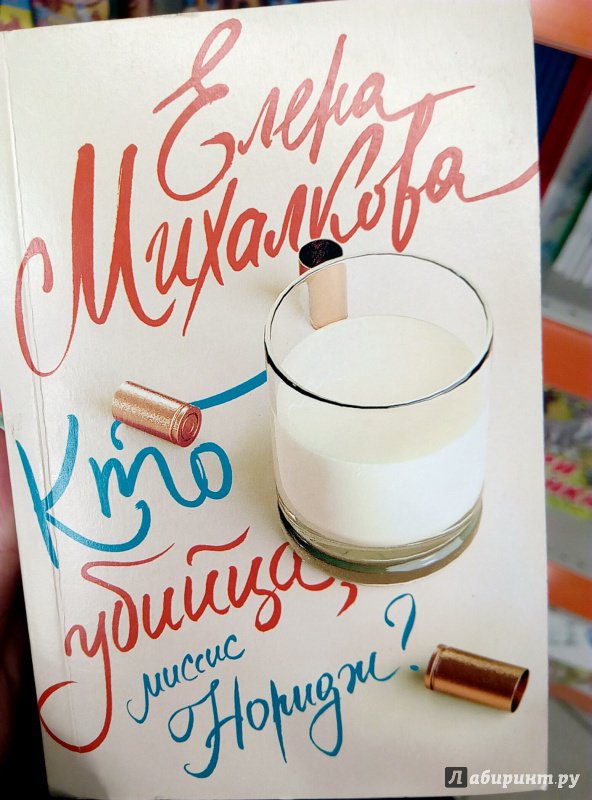 Елена
Михалкова
Кто
убийца,
миссис
Норидж?
Лабиринт.ру